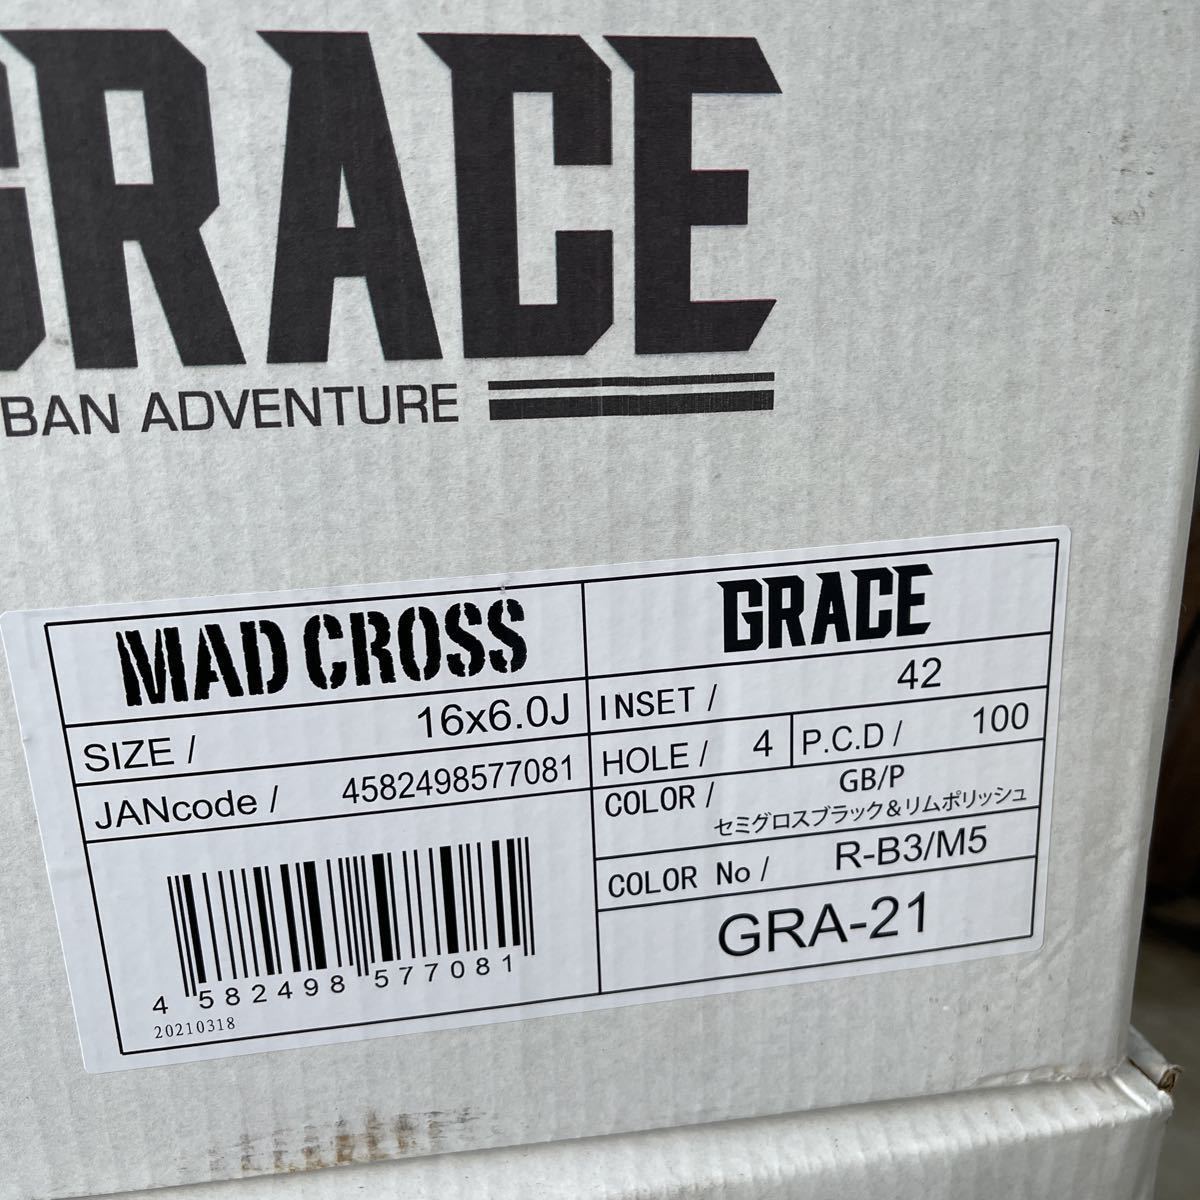 GRACE
BAN ADVENTURE
MAD CROSS
GRACE
SIZE / 16x6.0J
INSET / 42
JANcode / 4582498577081
HOLE / 4 P.C.D / 100
COLOR / GB/P
セミグロスブラック&リムポリッシュ
COLOR No / R-B3/M5
GRA-21
4 582498 577081
20210318